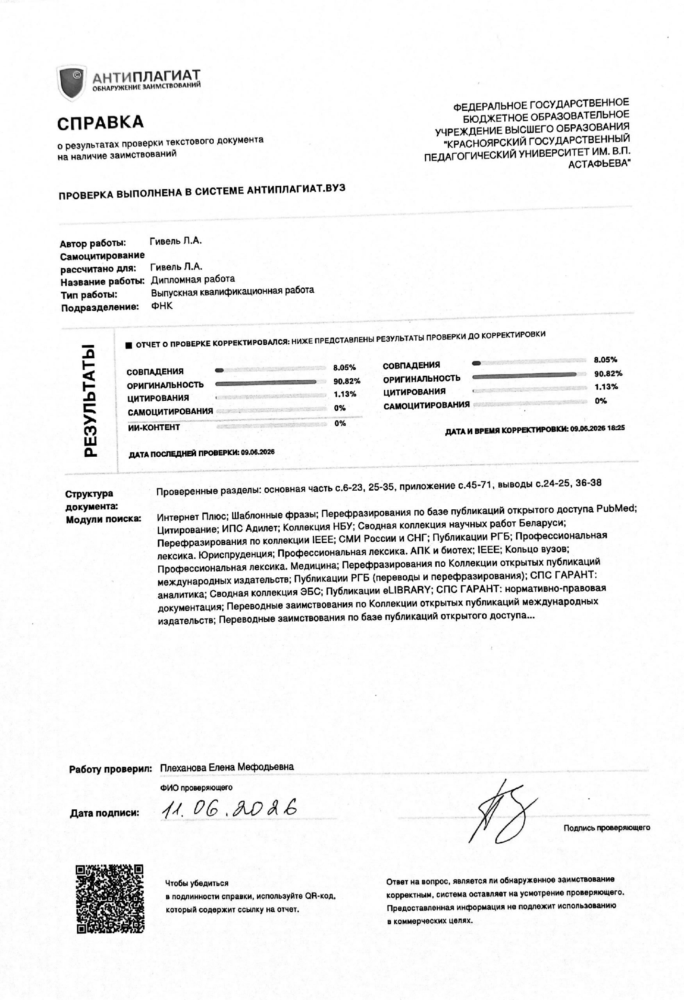 ©
АНТИПЛАГИАТ
ОБНАРУЖЕНИЕ ЗАИМСТВОВАНИЙ
СПРАВКА
о результатах проверки текстового документа
на наличие заимствований
ФЕДЕРАЛЬНОЕ ГОСУДАРСТВЕННОЕ
БЮДЖЕТНОЕ ОБРАЗОВАТЕЛЬНОЕ
УЧРЕЖДЕНИЕ ВЫСШЕГО ОБРАЗОВАНИЯ
"КРАСНОЯРСКИЙ ГОСУДАРСТВЕННЫЙ
ПЕДАГОГИЧЕСКИЙ УНИВЕРСИТЕТ ИМ. В.П.
АСТАФЬЕВА"
ПРОВЕРКА ВЫПОЛНЕНА В СИСТЕМЕ АНТИПЛАГИАТ.ВУЗ
Автор работы: Гивель Л.А.
Самоцитирование
рассчитано для: Гивель Л.А.
Название работы: Дипломная работа
Тип работы: Выпускная квалификационная работа
Подразделение: ФНК
РЕЗУЛЬТАТЫ
■ ОТЧЕТ О ПРОВЕРКЕ КОРРЕКТИРОВАЛСЯ: НИЖЕ ПРЕДСТАВЛЕНЫ РЕЗУЛЬТАТЫ ПРОВЕРКИ ДО КОРРЕКТИРОВКИ
СОВПАДЕНИЯ 8.05%
ОРИГИНАЛЬНОСТЬ 90.82%
ЦИТИРОВАНИЯ 1.13%
САМОЦИТИРОВАНИЯ 0%
ИИ-КОНТЕНТ 0%
ДАТА ПОСЛЕДНЕЙ ПРОВЕРКИ: 09.06.2026
СОВПАДЕНИЯ 8.05%
ОРИГИНАЛЬНОСТЬ 90.82%
ЦИТИРОВАНИЯ 1.13%
САМОЦИТИРОВАНИЯ 0%
ДАТА И ВРЕМЯ КОРРЕКТИРОВКИ: 09.06.2026 18:25
Структура
документа:
Проверенные разделы: основная часть с.6-23, 25-35, приложение с.45-71, выводы с.24-25, 36-38
Модули поиска: Интернет Плюс; Шаблонные фразы; Перефразирования по базе публикаций открытого доступа PubMed;
Цитирование; ИПС Адилет; Коллекция НБУ; Сводная коллекция научных работ Беларуси;
Перефразирования по коллекции IEEE; СМИ России и СНГ; Публикации РГБ; Профессиональная
лексика. Юриспруденция; Профессиональная лексика. АПК и биотех; IEEE; Кольцо вузов;
Профессиональная лексика. Медицина; Перефразирования по Коллекции открытых публикаций
международных издательств; Публикации РГБ (переводы и перефразирования); СПС ГАРАНТ:
аналитика; Сводная коллекция ЭБС; Публикации eLIBRARY; СПС ГАРАНТ: нормативно-правовая
документация; Переводные заимствования по Коллекции открытых публикаций международных
издательств; Переводные заимствования по базе публикаций открытого доступа...
Работу проверил: Плеханова Елена Мефодьевна
ФИО проверяющего
Дата подписи: 11.06.2026
Подпись проверяющего
Чтобы убедиться
в подлинности справки, используйте QR-код,
который содержит ссылку на отчет.
Ответ на вопрос, является ли обнаруженное заимствование
корректным, система оставляет на усмотрение проверяющего.
Предоставленная информация не подлежит использованию
в коммерческих целях.